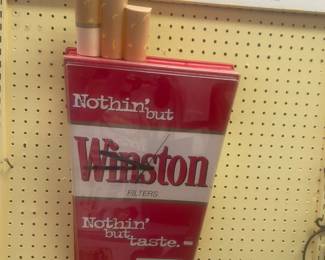 Nothin'
but
Winston
FILTERS
Nothin'
but
taste.